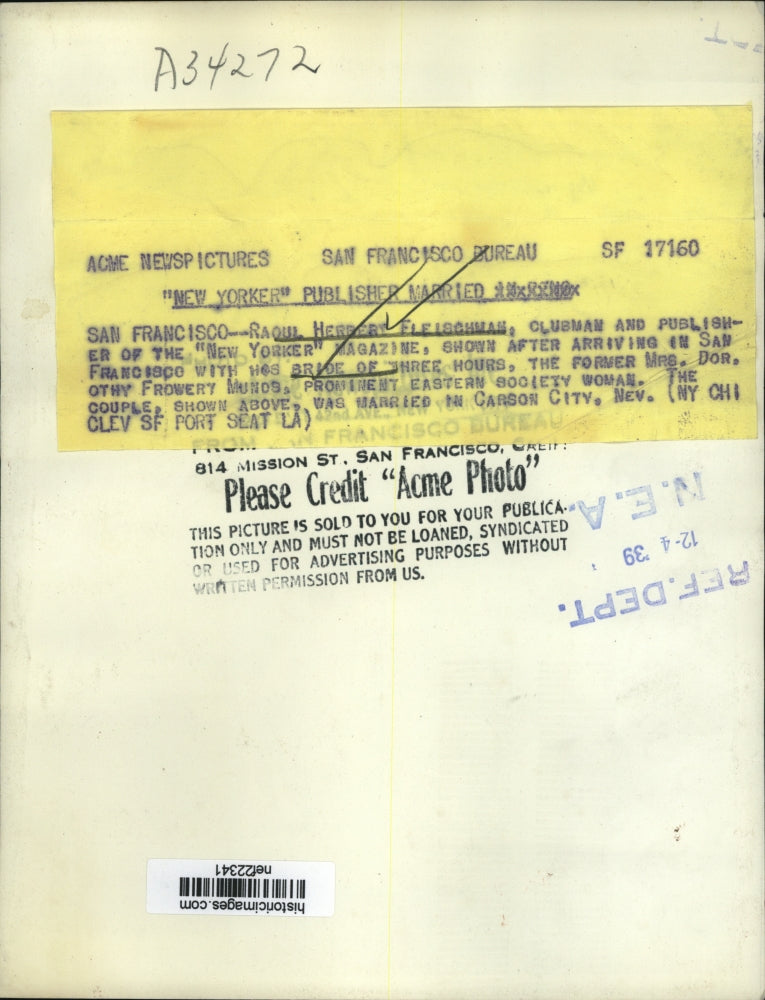 A34272
ACME NEWSPICTURES SAN FRANCISCO BUREAU SF 17160
"NEW YORKER" PUBLISHER MARRIED
SAN FRANCISCO--RAOUL HERBERT FLEISCHMAN, CLUBMAN AND PUBLISH-
ER OF THE "NEW YORKER" MAGAZINE, SHOWN AFTER ARRIVING IN SAN
FRANCISCO WITH HIS BRIDE OF THREE HOURS, THE FORMER MRS. DOR-
OTHY FROWERY MUNDS, PROMINENT EASTERN SOCIETY WOMAN. THE
COUPLE, SHOWN ABOVE, WAS MARRIED IN CARSON CITY, NEV. (NY CHI
CLEV SF PORT SEAT LA)
FRANCISCO BUREAU
814 MISSION ST., SAN FRANCISCO, CALIF.
Please Credit "Acme Photo"
THIS PICTURE IS SOLD TO YOU FOR YOUR PUBLICA-
TION ONLY AND MUST NOT BE LOANED, SYNDICATED
OR USED FOR ADVERTISING PURPOSES WITHOUT
WRITTEN PERMISSION FROM US.
REF. DEPT.
12-4-'39
N.E.A.
historicimages.com
nef22341